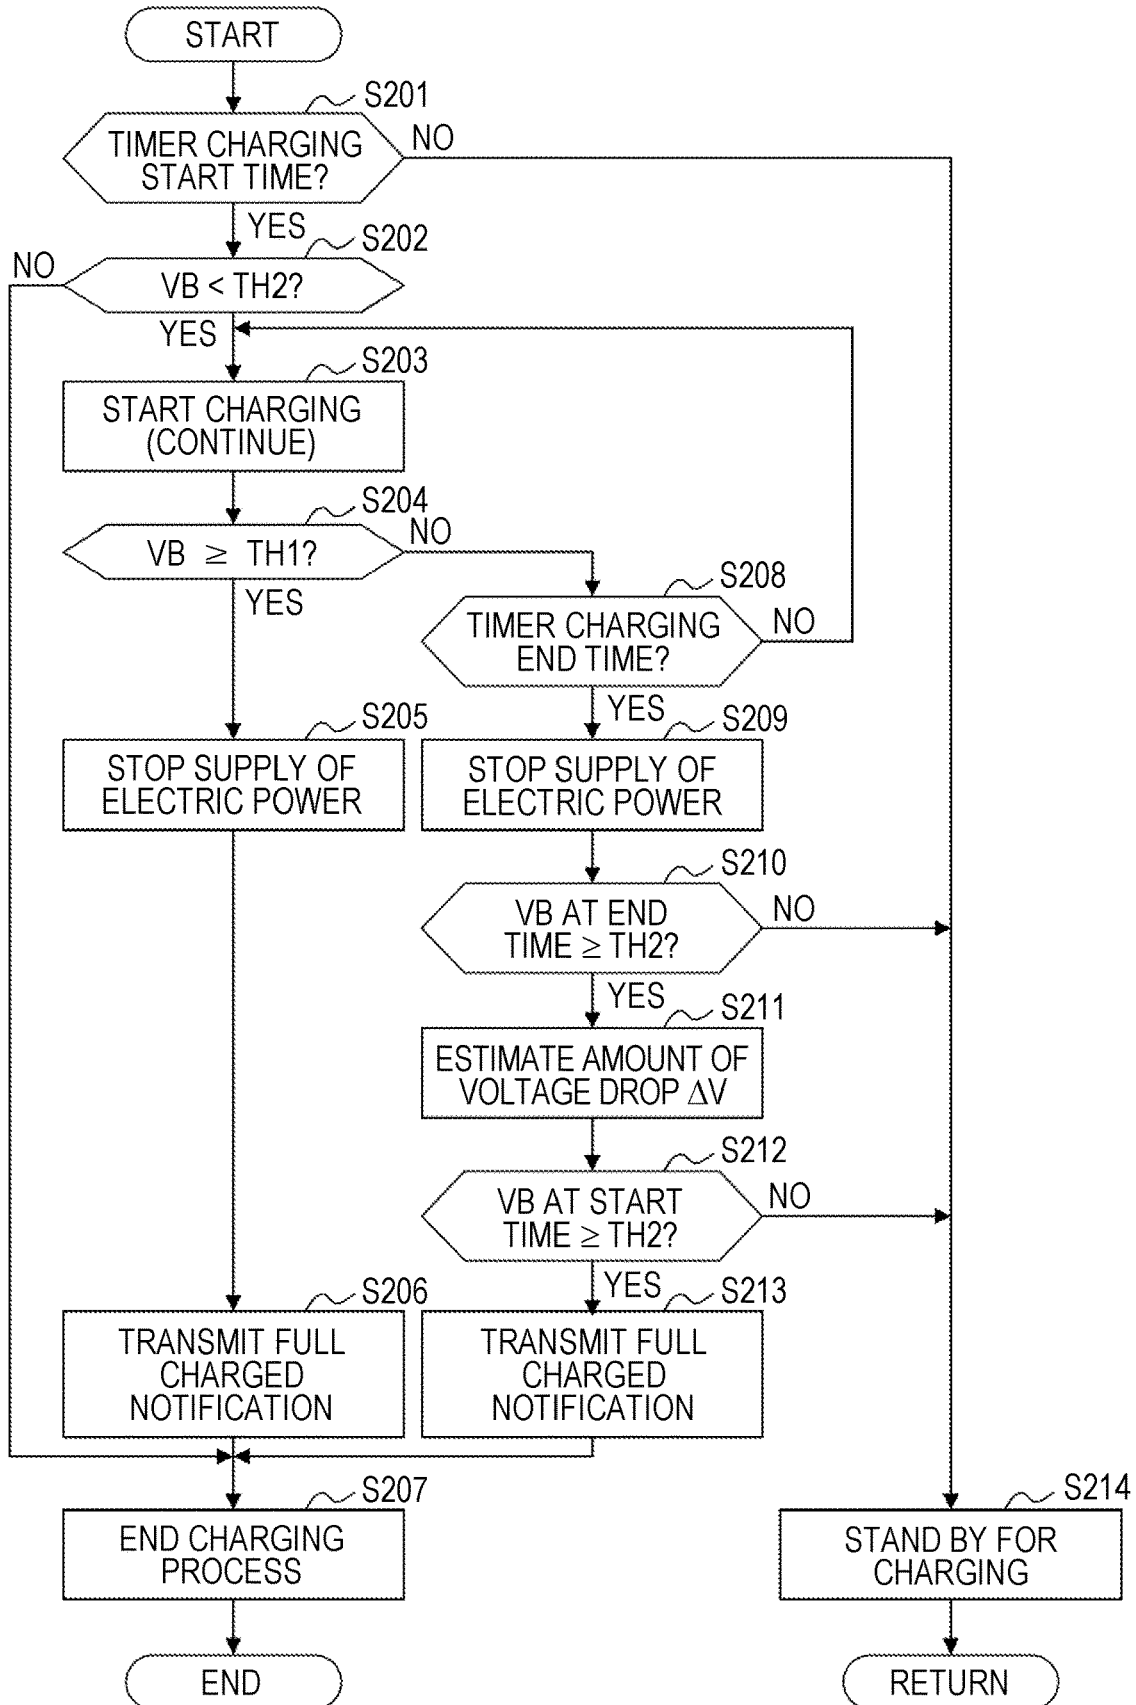 START
S201
TIMER CHARGING
START TIME?
NO
YES
S202
NO
VB < TH2?
YES
S203
START CHARGING
(CONTINUE)
S204
NO
VB ≥ TH1?
YES
S208
TIMER CHARGING
END TIME?
NO
YES
S205
STOP SUPPLY OF
ELECTRIC POWER
S209
STOP SUPPLY OF
ELECTRIC POWER
S210
VB AT END
TIME ≥ TH2?
NO
YES
S211
ESTIMATE AMOUNT OF
VOLTAGE DROP ΔV
S212
VB AT START
TIME ≥ TH2?
NO
YES
S206
TRANSMIT FULL
CHARGED
NOTIFICATION
S213
TRANSMIT FULL
CHARGED
NOTIFICATION
S207
END CHARGING
PROCESS
S214
STAND BY FOR
CHARGING
END
RETURN